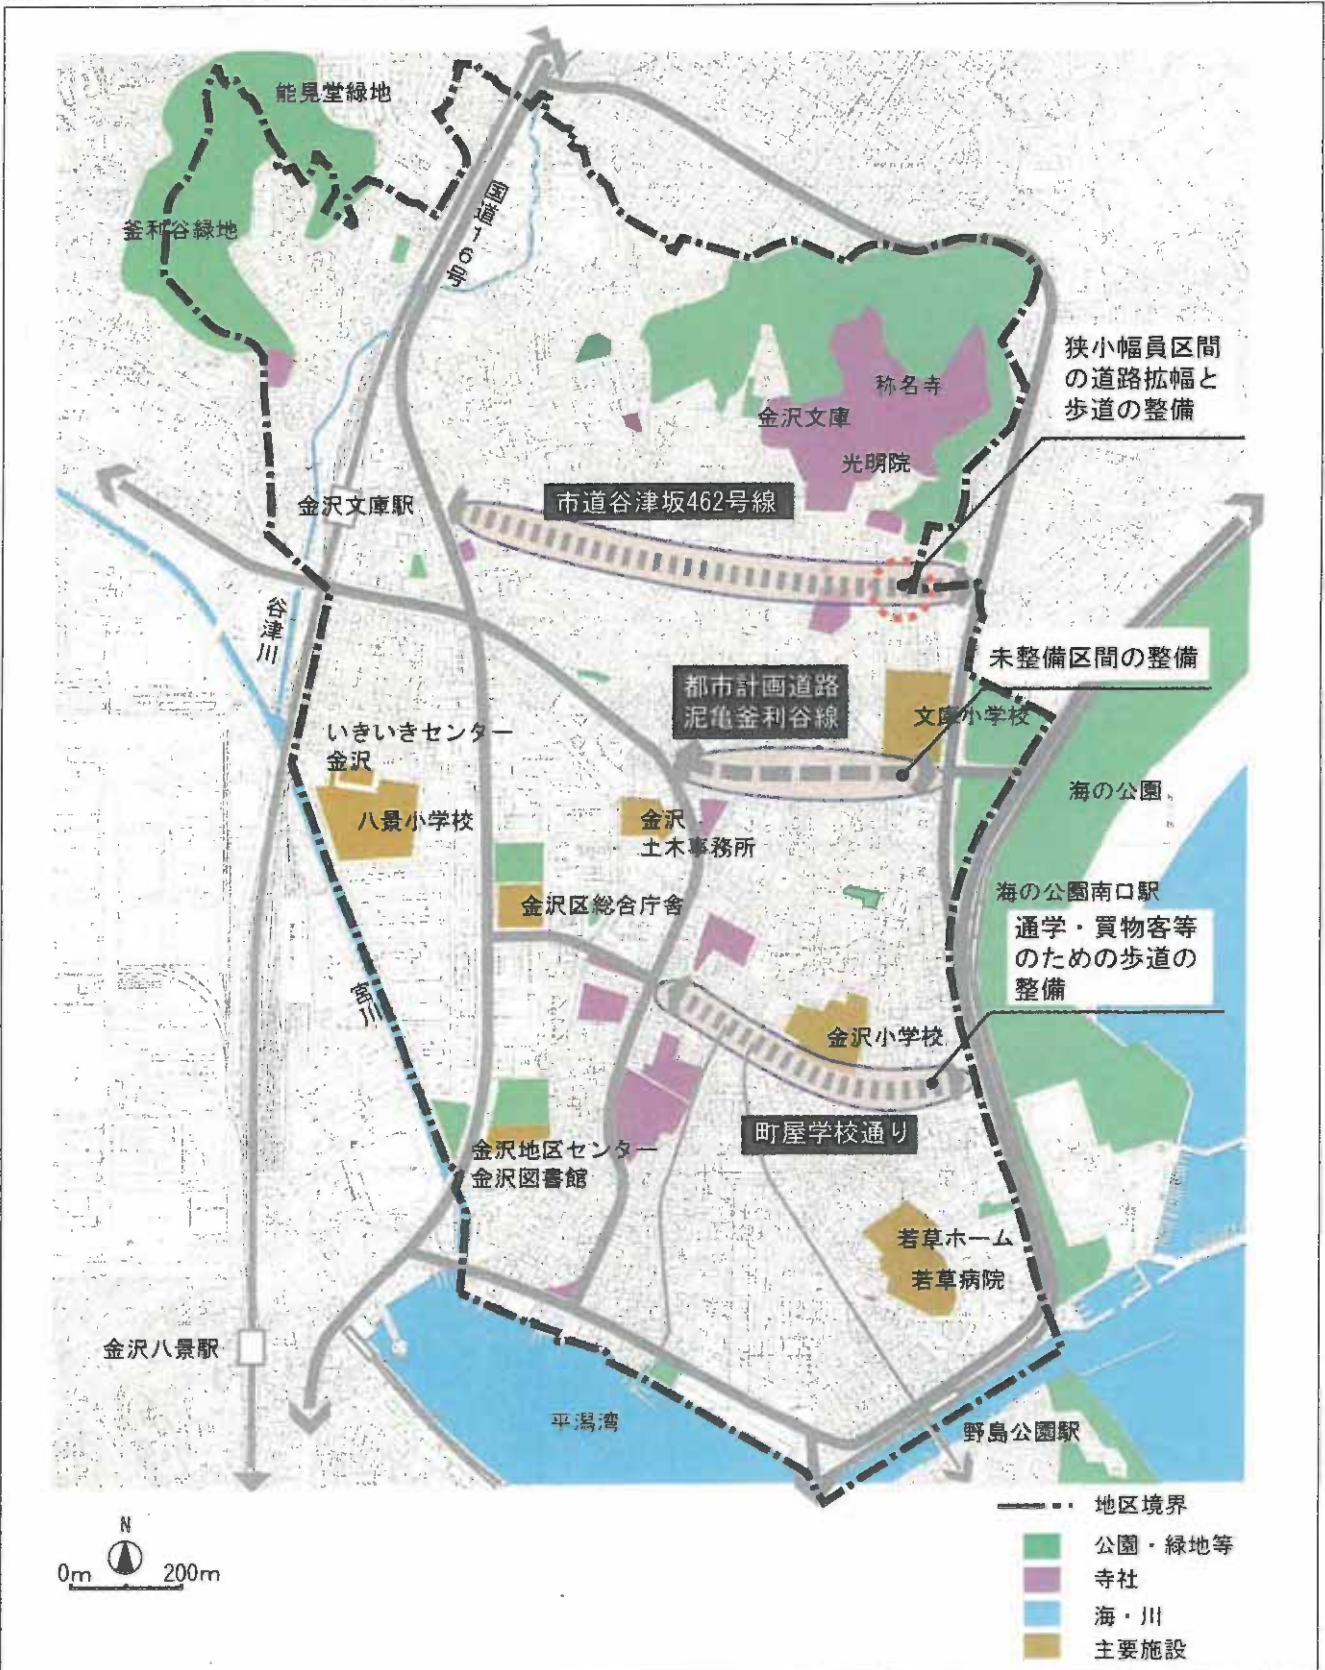 能見堂緑地
国道16号
釜利谷緑地
狭小幅員区間
の道路拡幅と
歩道の整備
称名寺
金沢文庫
光明院
市道谷津坂462号線
金沢文庫駅
谷津川
未整備区間の整備
都市計画道路
泥亀釜利谷線
文庫小学校
いきいきセンター
金沢
海の公園
八景小学校
金沢
土木事務所
海の公園南口駅
金沢区総合庁舎
通学・買物客等
のための歩道の
整備
宮川
金沢小学校
町屋学校通り
金沢地区センター
金沢図書館
若草ホーム
若草病院
金沢八景駅
平潟湾
野島公園駅
地区境界
公園・緑地等
寺社
海・川
主要施設
N
0m 200m